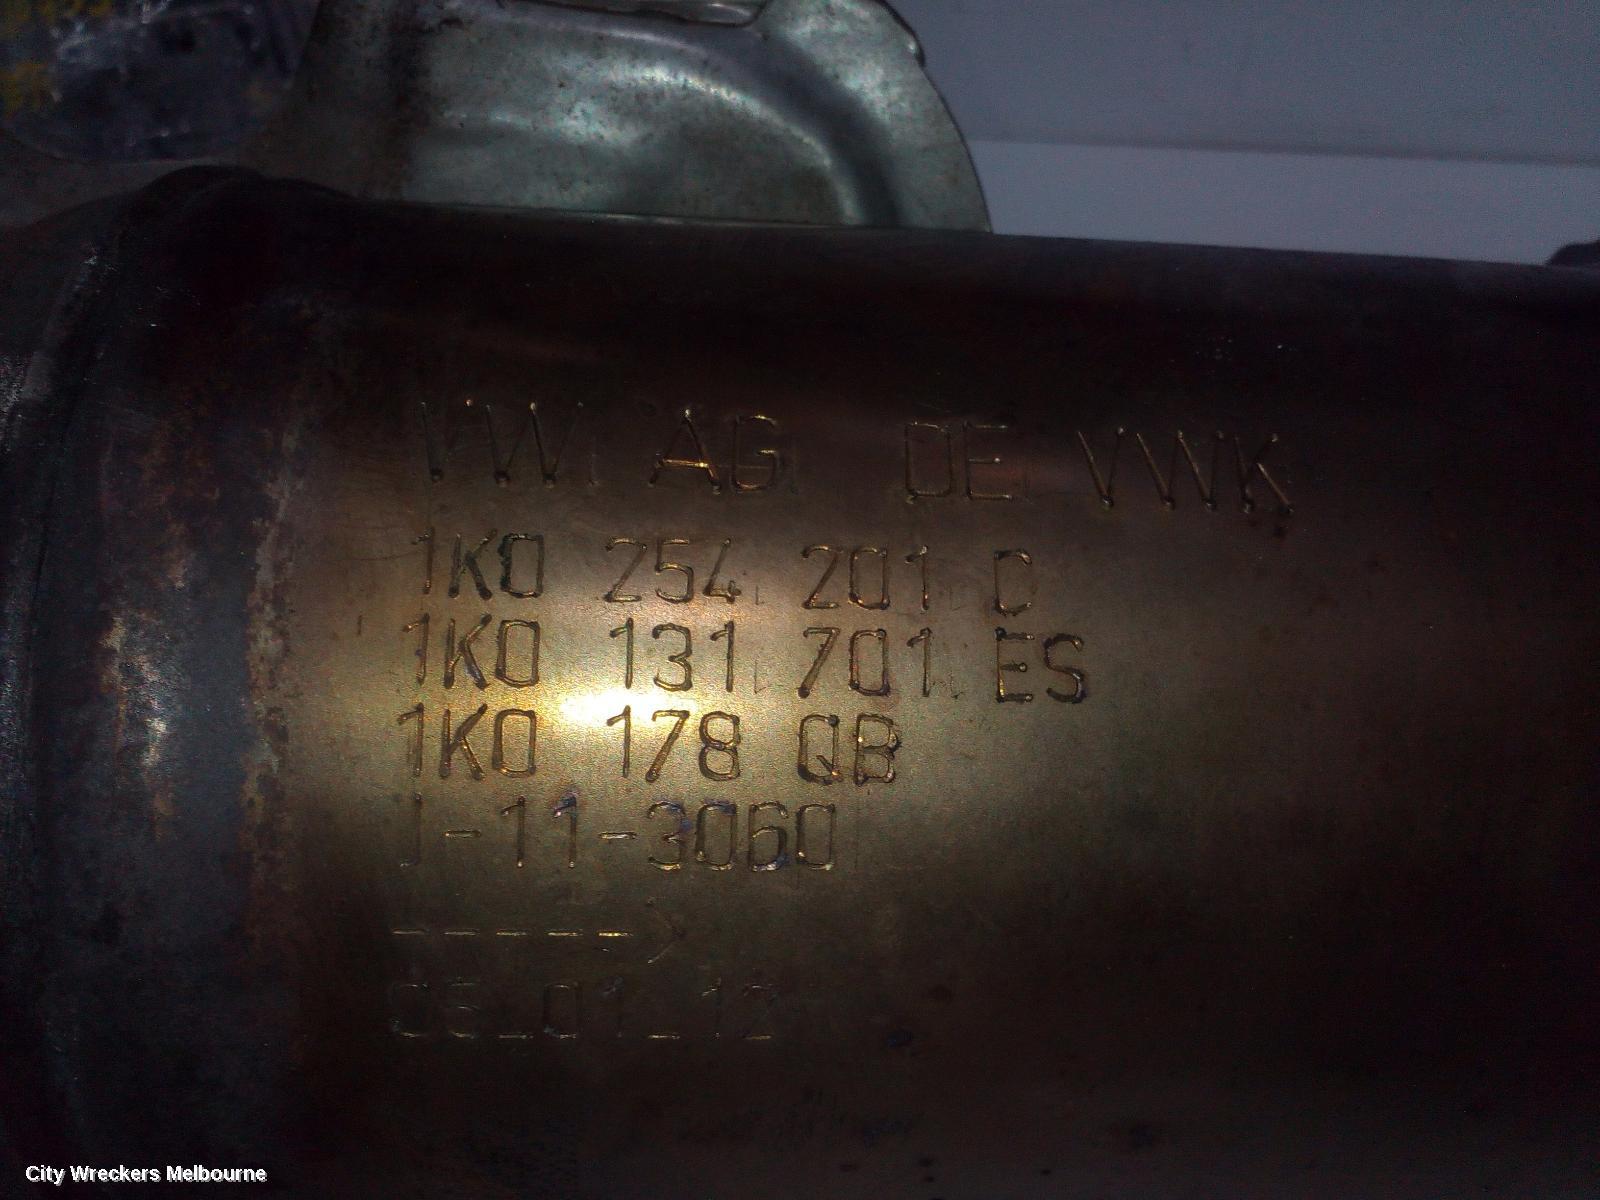 VW AG DE VWK
1K0 254 201 C
1K0 131 701 ES
1K0 178 QB
J-11-3060
----->
05_01_12
City Wreckers Melbourne